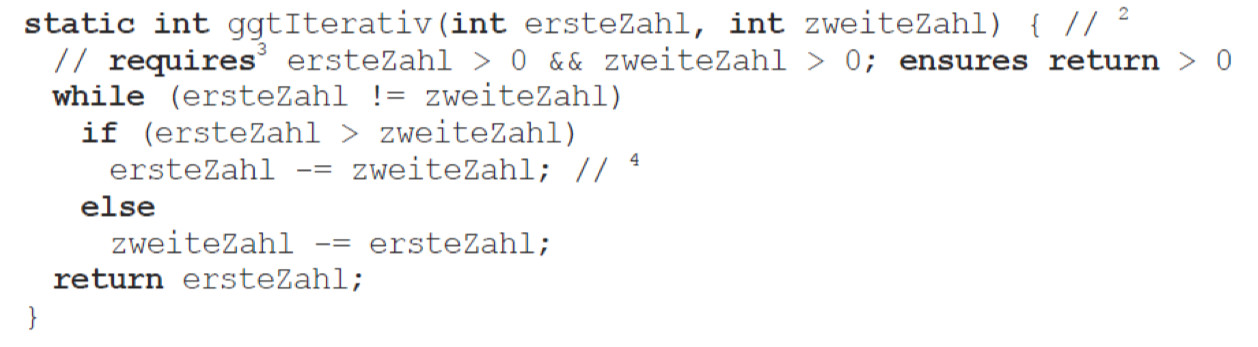 static int ggtIterativ(int ersteZahl, int zweiteZahl) { // ²
// requires³ ersteZahl > 0 && zweiteZahl > 0; ensures return > 0
while (ersteZahl != zweiteZahl)
if (ersteZahl > zweiteZahl)
ersteZahl -= zweiteZahl; // ⁴
else
zweiteZahl -= ersteZahl;
return ersteZahl;
}